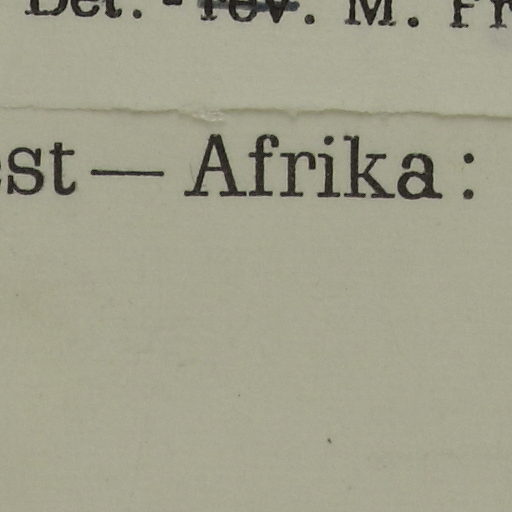 Det. - rev. M. Fr
est — Afrika: